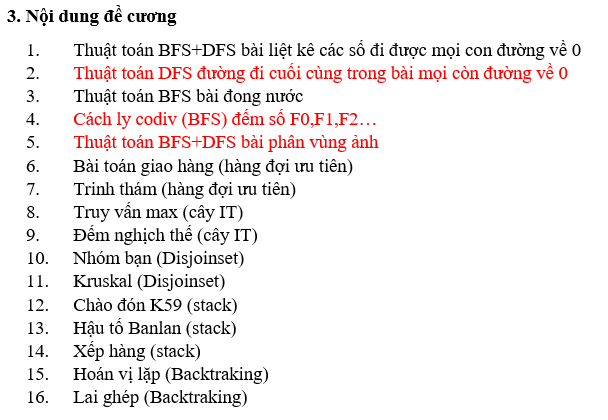 3. Nội dung đề cương
1. Thuật toán BFS+DFS bài liệt kê các số đi được mọi con đường về 0
2. Thuật toán DFS đường đi cuối cùng trong bài mọi còn đường về 0
3. Thuật toán BFS bài đong nước
4. Cách ly codiv (BFS) đếm số F0,F1,F2…
5. Thuật toán BFS+DFS bài phân vùng ảnh
6. Bài toán giao hàng (hàng đợi ưu tiên)
7. Trinh thám (hàng đợi ưu tiên)
8. Truy vấn max (cây IT)
9. Đếm nghịch thế (cây IT)
10. Nhóm bạn (Disjoinset)
11. Kruskal (Disjoinset)
12. Chào đón K59 (stack)
13. Hậu tố Banlan (stack)
14. Xếp hàng (stack)
15. Hoán vị lặp (Backtraking)
16. Lai ghép (Backtraking)